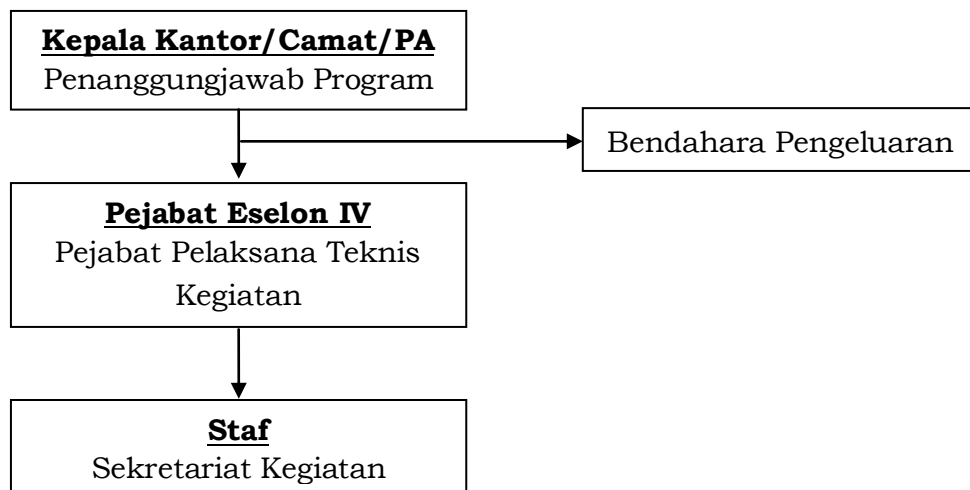 Kepala Kantor/Camat/PA
Penanggungjawab Program
Bendahara Pengeluaran
Pejabat Eselon IV
Pejabat Pelaksana Teknis
Kegiatan
Staf
Sekretariat Kegiatan